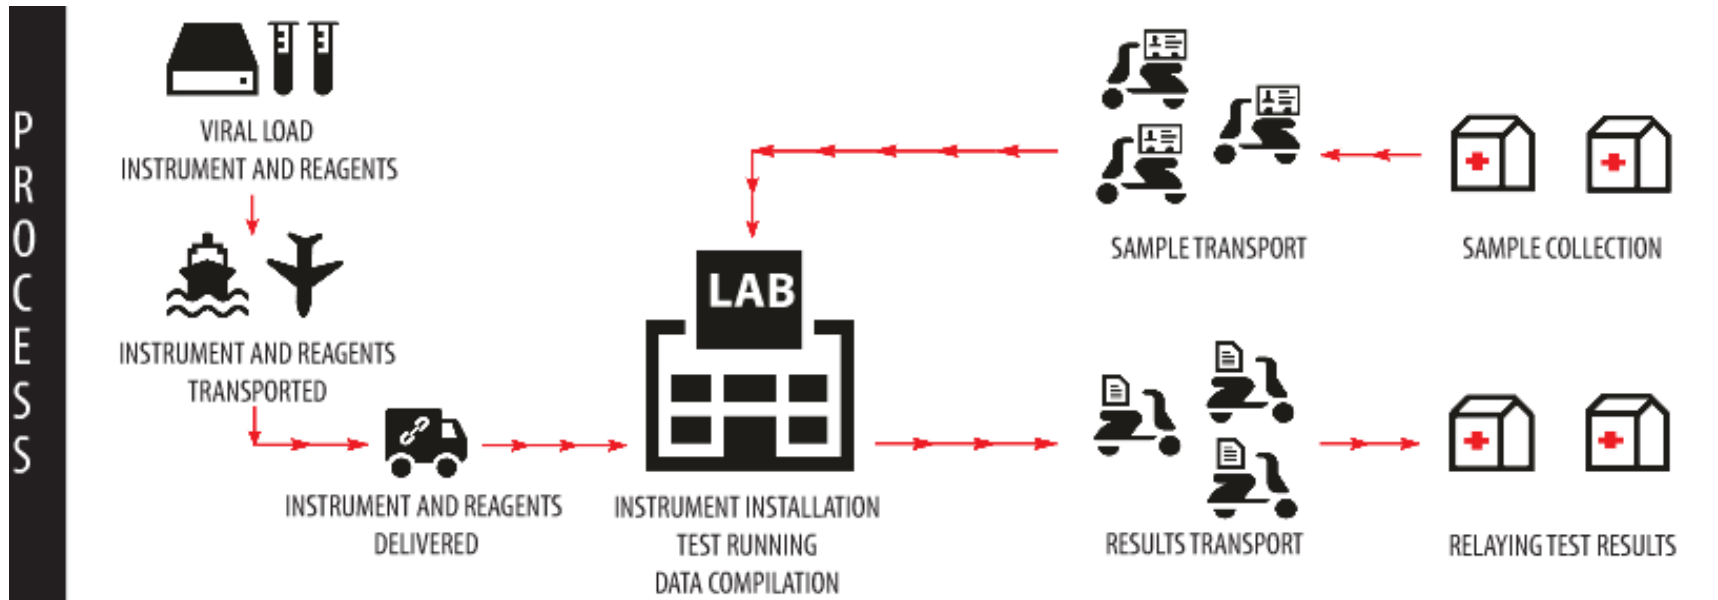 PROCESS
VIRAL LOAD
INSTRUMENT AND REAGENTS
INSTRUMENT AND REAGENTS
TRANSPORTED
INSTRUMENT AND REAGENTS
DELIVERED
LAB
INSTRUMENT INSTALLATION
TEST RUNNING
DATA COMPILATION
SAMPLE TRANSPORT
SAMPLE COLLECTION
RESULTS TRANSPORT
RELAYING TEST RESULTS